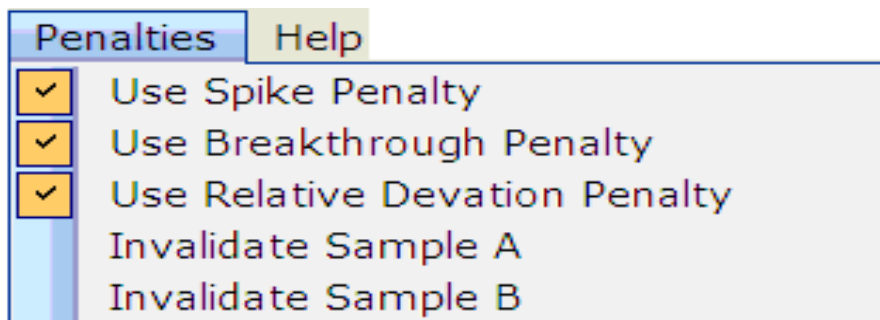 Penalties Help
Use Spike Penalty
Use Breakthrough Penalty
Use Relative Devation Penalty
Invalidate Sample A
Invalidate Sample B